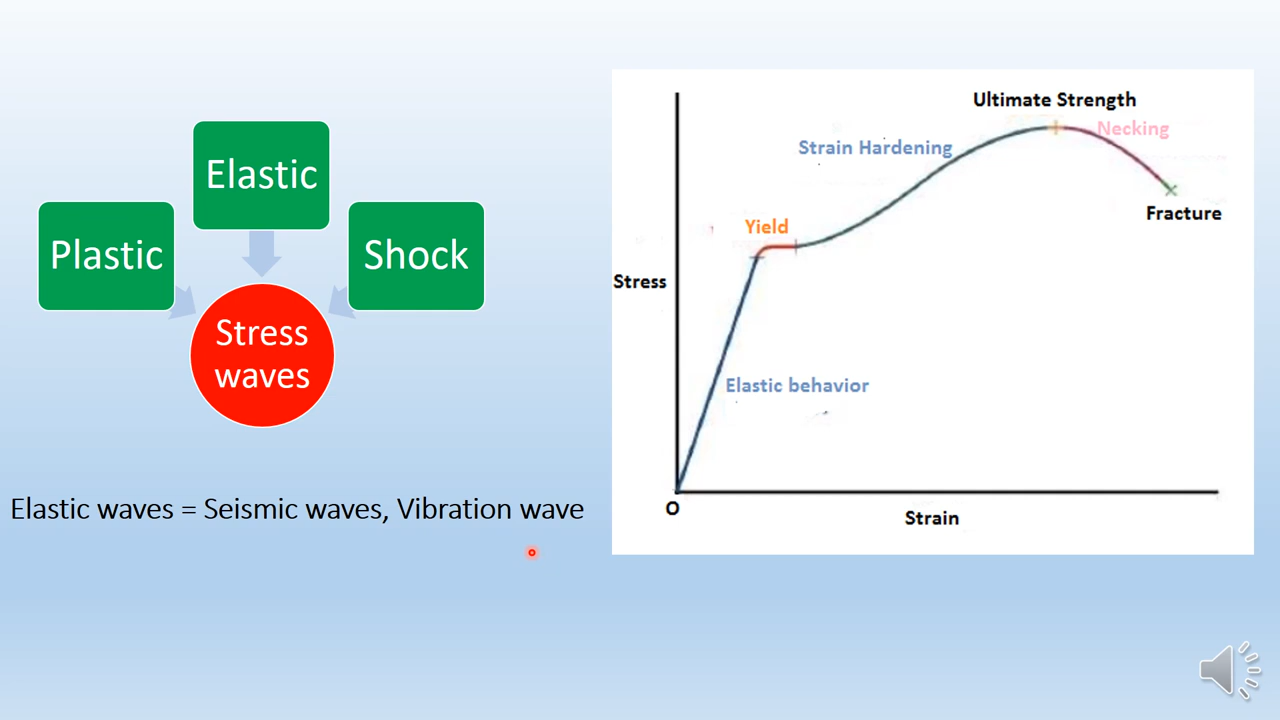 Elastic
Plastic
Shock
Stress
waves
Elastic waves = Seismic waves, Vibration wave
Ultimate Strength
Necking
Strain Hardening
Fracture
Yield
Stress
Elastic behavior
O
Strain